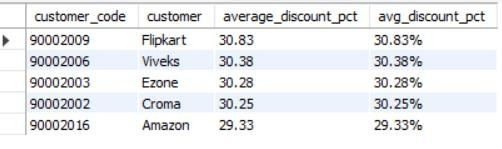 customer_code customer average_discount_pct avg_discount_pct
90002009 Flipkart 30.83 30.83%
90002006 Viveks 30.38 30.38%
90002003 Ezone 30.28 30.28%
90002002 Croma 30.25 30.25%
90002016 Amazon 29.33 29.33%